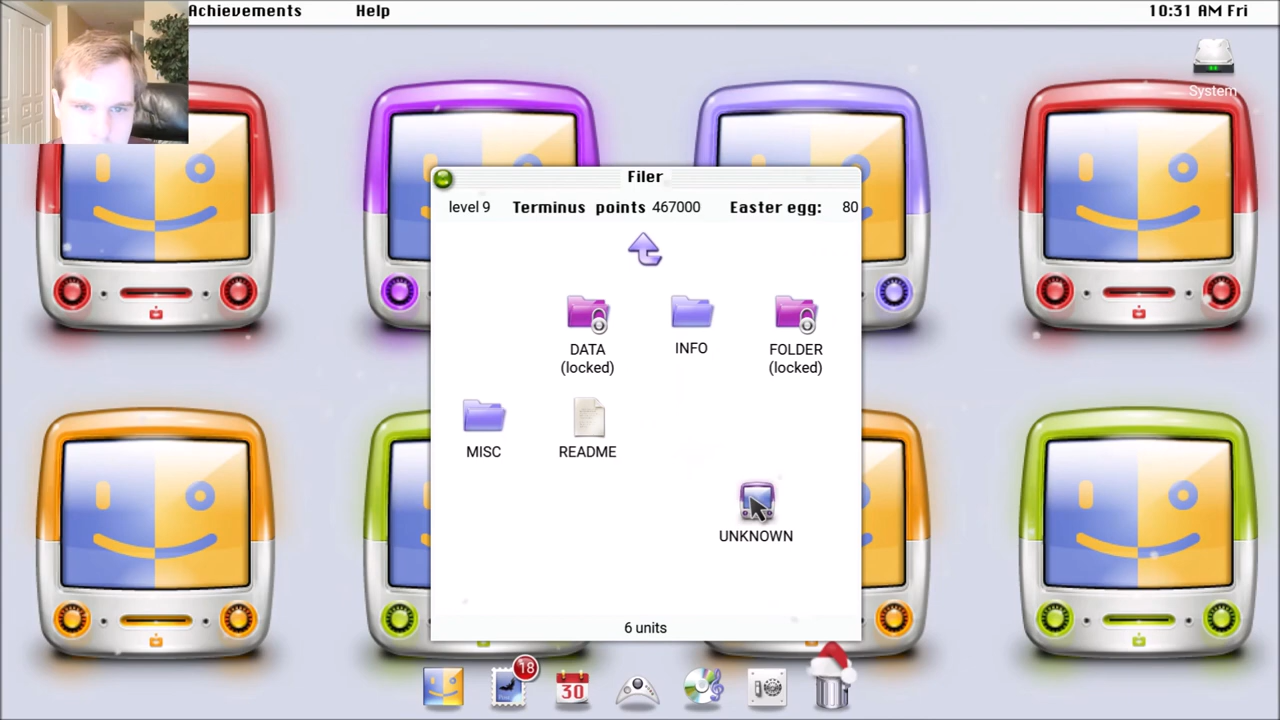 Achievements Help 10:31 AM Fri
System
Filer
level 9 Terminus points 467000 Easter egg: 80
DATA
(locked)
INFO
FOLDER
(locked)
MISC
README
UNKNOWN
6 units
18
30